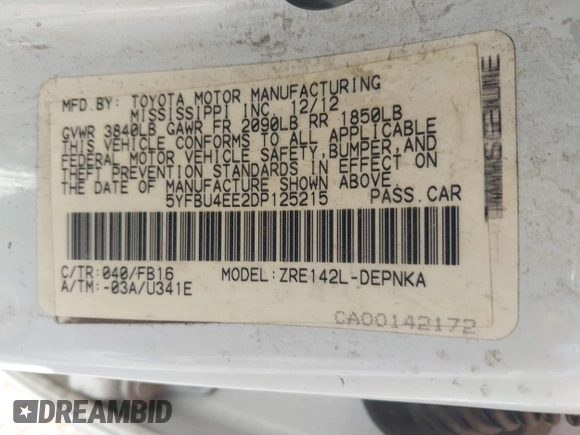 MFD.BY: TOYOTA MOTOR MANUFACTURING
MISSISSIPPI INC. 12/12
GVWR 3840LB GAWR FR 2090LB RR 1850LB
THIS VEHICLE CONFORMS TO ALL APPLICABLE
FEDERAL MOTOR VEHICLE SAFETY,BUMPER,AND
THEFT PREVENTION STANDARDS IN EFFECT ON
THE DATE OF MANUFACTURE SHOWN ABOVE.
5YFBU4EE2DP125215 PASS.CAR
C/TR:040/FB16 MODEL:ZRE142L-DEPNKA
A/TM:-03A/U341E
CA00142172
DREAMBID